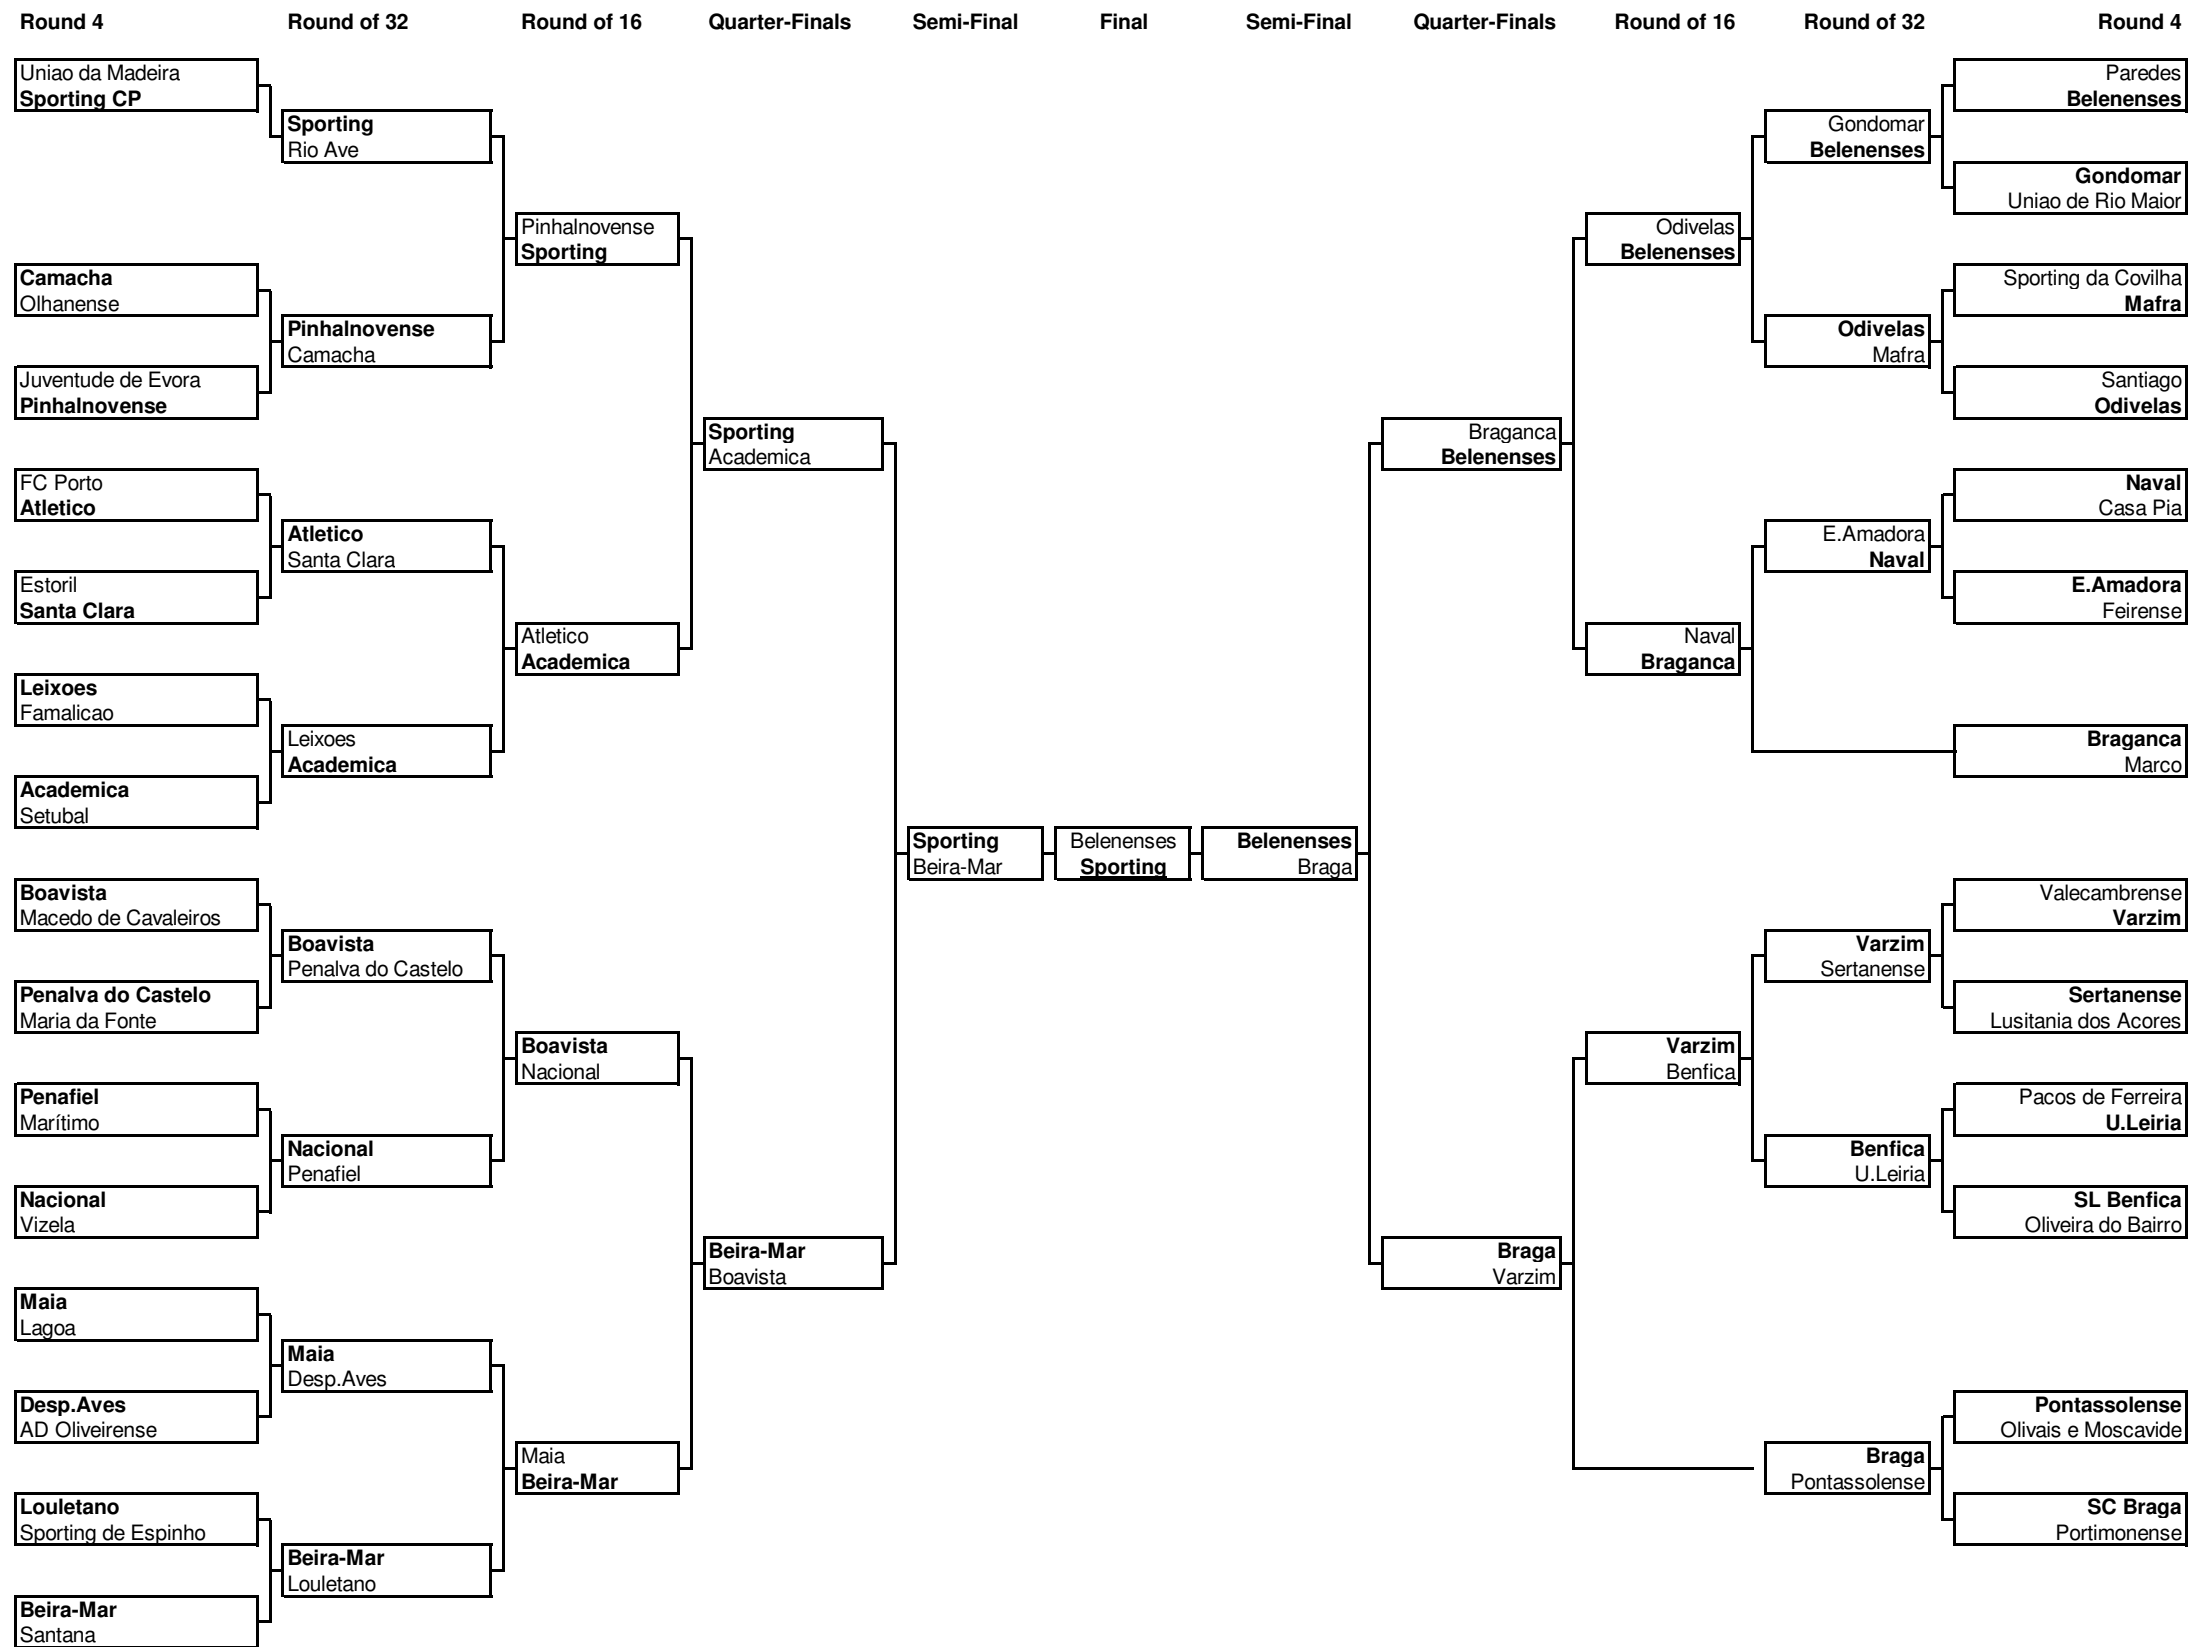 Round 4
Round of 32
Round of 16
Quarter-Finals
Semi-Final
Final
Semi-Final
Quarter-Finals
Round of 16
Round of 32
Round 4
Uniao da Madeira
Sporting CP
Camacha
Olhanense
Juventude de Evora
Pinhalnovense
FC Porto
Atletico
Estoril
Santa Clara
Leixoes
Famalicao
Academica
Setubal
Boavista
Macedo de Cavaleiros
Penalva do Castelo
Maria da Fonte
Penafiel
Marítimo
Nacional
Vizela
Maia
Lagoa
Desp.Aves
AD Oliveirense
Louletano
Sporting de Espinho
Beira-Mar
Santana
Sporting
Rio Ave
Pinhalnovense
Camacha
Atletico
Santa Clara
Leixoes
Academica
Boavista
Penalva do Castelo
Nacional
Penafiel
Maia
Desp.Aves
Beira-Mar
Louletano
Pinhalnovense
Sporting
Atletico
Academica
Boavista
Nacional
Maia
Beira-Mar
Sporting
Academica
Beira-Mar
Boavista
Sporting
Beira-Mar
Belenenses
Sporting
Belenenses
Braga
Braganca
Belenenses
Braga
Varzim
Odivelas
Belenenses
Naval
Braganca
Varzim
Benfica
Gondomar
Belenenses
Odivelas
Mafra
E.Amadora
Naval
Varzim
Sertanense
Benfica
U.Leiria
Braga
Pontassolense
Paredes
Belenenses
Gondomar
Uniao de Rio Maior
Sporting da Covilha
Mafra
Santiago
Odivelas
Naval
Casa Pia
E.Amadora
Feirense
Braganca
Marco
Valecambrense
Varzim
Sertanense
Lusitania dos Acores
Pacos de Ferreira
U.Leiria
SL Benfica
Oliveira do Bairro
Pontassolense
Olivais e Moscavide
SC Braga
Portimonense